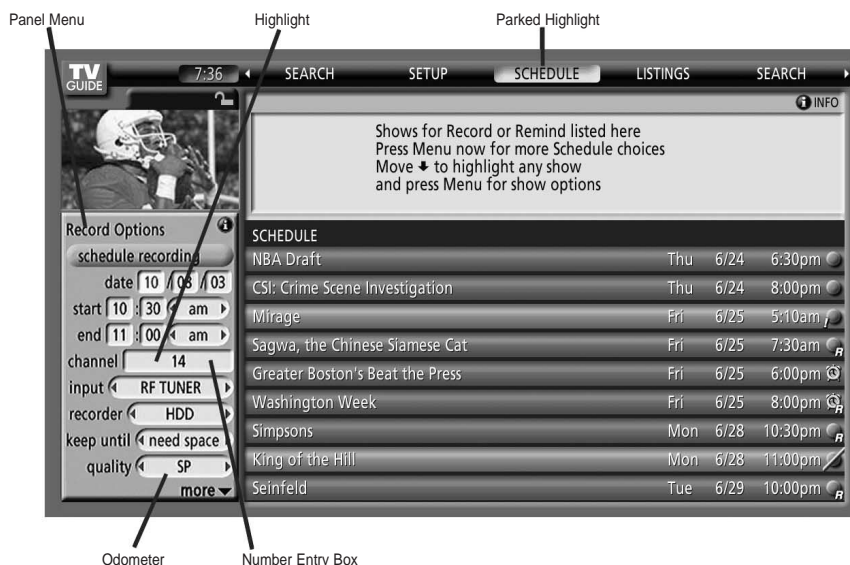 Panel Menu Highlight Parked Highlight
TV GUIDE 7:36 SEARCH SETUP SCHEDULE LISTINGS SEARCH
i INFO
Shows for Record or Remind listed here
Press Menu now for more Schedule choices
Move ⬇ to highlight any show
and press Menu for show options
Record Options i
schedule recording
date 10 / 08 / 03
start 10 : 30 am
end 11 : 00 am
channel 14
input RF TUNER
recorder HDD
keep until need space
quality SP
more
SCHEDULE
NBA Draft Thu 6/24 6:30pm
CSI: Crime Scene Investigation Thu 6/24 8:00pm
Mirage Fri 6/25 5:10am !
Sagwa, the Chinese Siamese Cat Fri 6/25 7:30am R
Greater Boston's Beat the Press Fri 6/25 6:00pm
Washington Week Fri 6/25 8:00pm R
Simpsons Mon 6/28 10:30pm R
King of the Hill Mon 6/28 11:00pm
Seinfeld Tue 6/29 10:00pm R
Odometer Number Entry Box